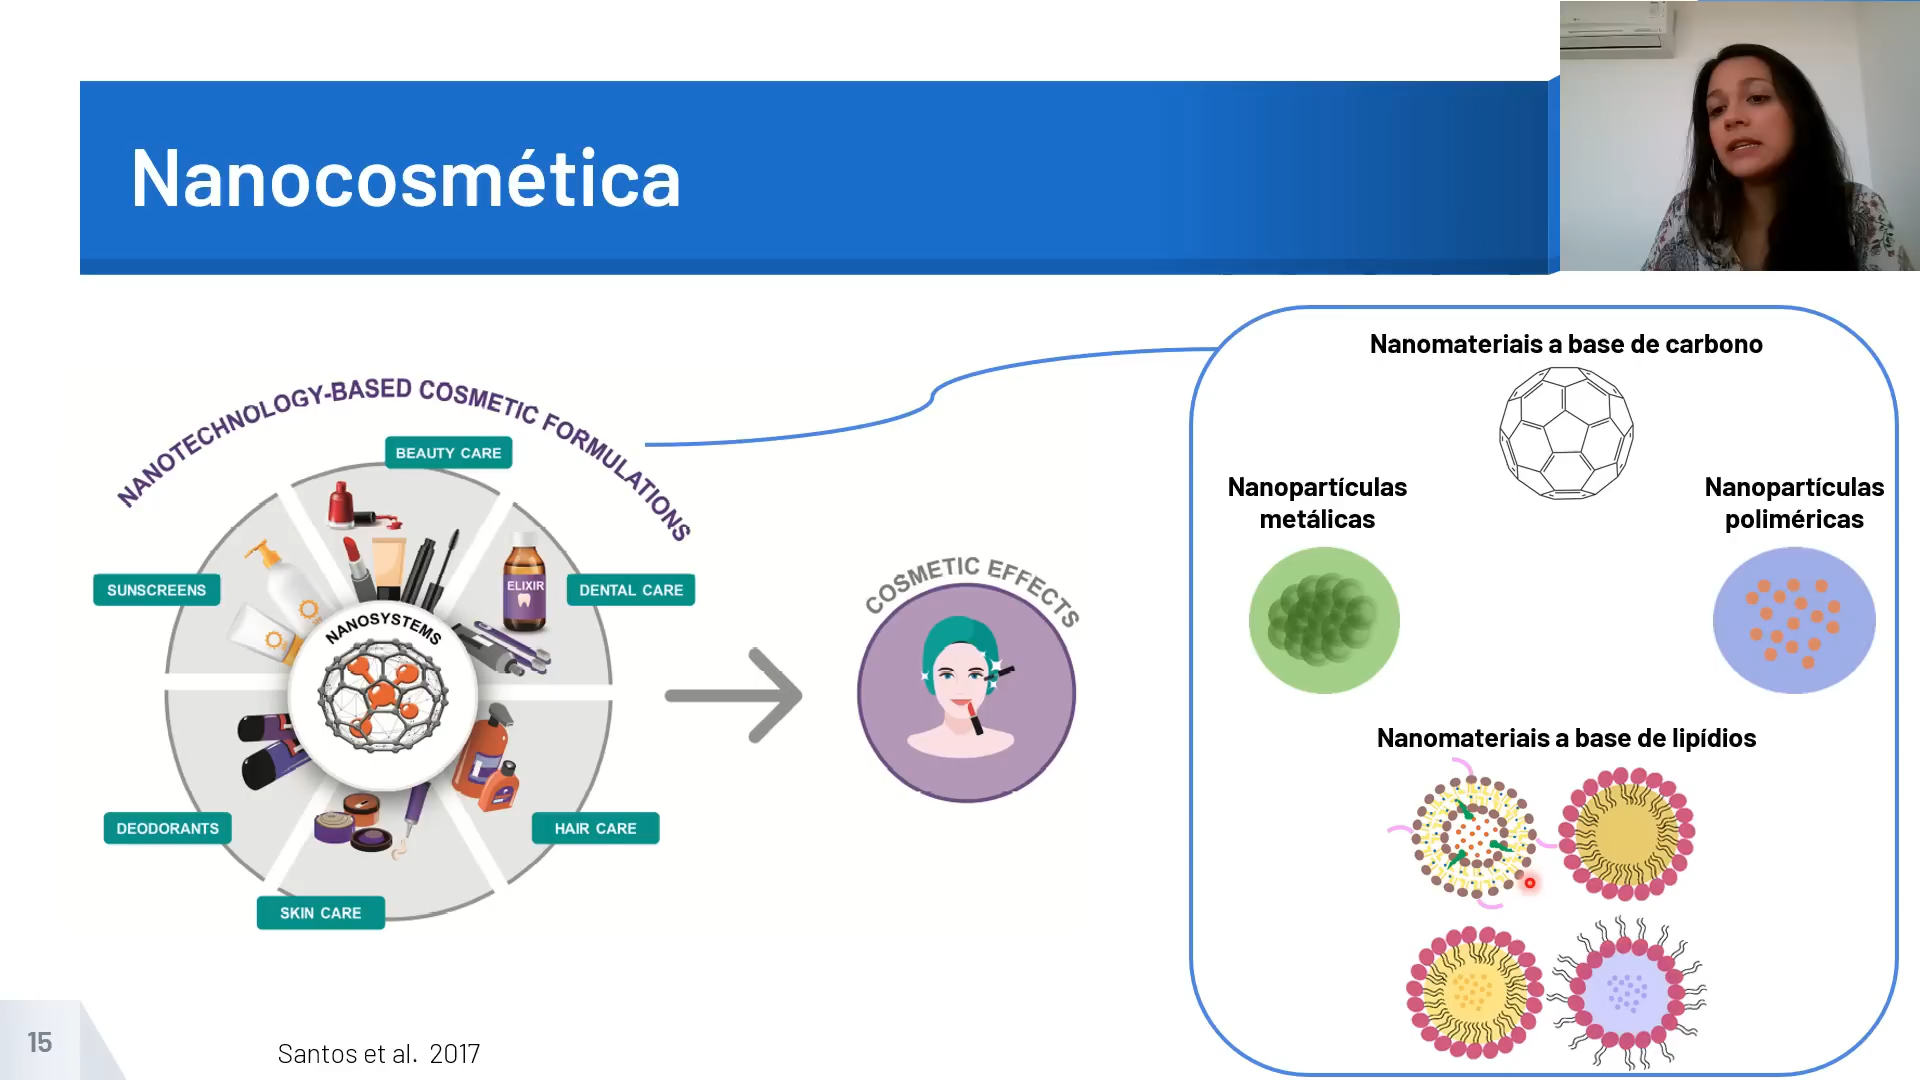 Nanocosmética
NANOTECHNOLOGY-BASED COSMETIC FORMULATIONS
BEAUTY CARE
SUNSCREENS
ELIXIR
DENTAL CARE
NANOSYSTEMS
DEODORANTS
HAIR CARE
SKIN CARE
COSMETIC EFFECTS
Nanomateriais a base de carbono
Nanopartículas
metálicas
Nanopartículas
poliméricas
Nanomateriais a base de lipídios
15
Santos et al. 2017